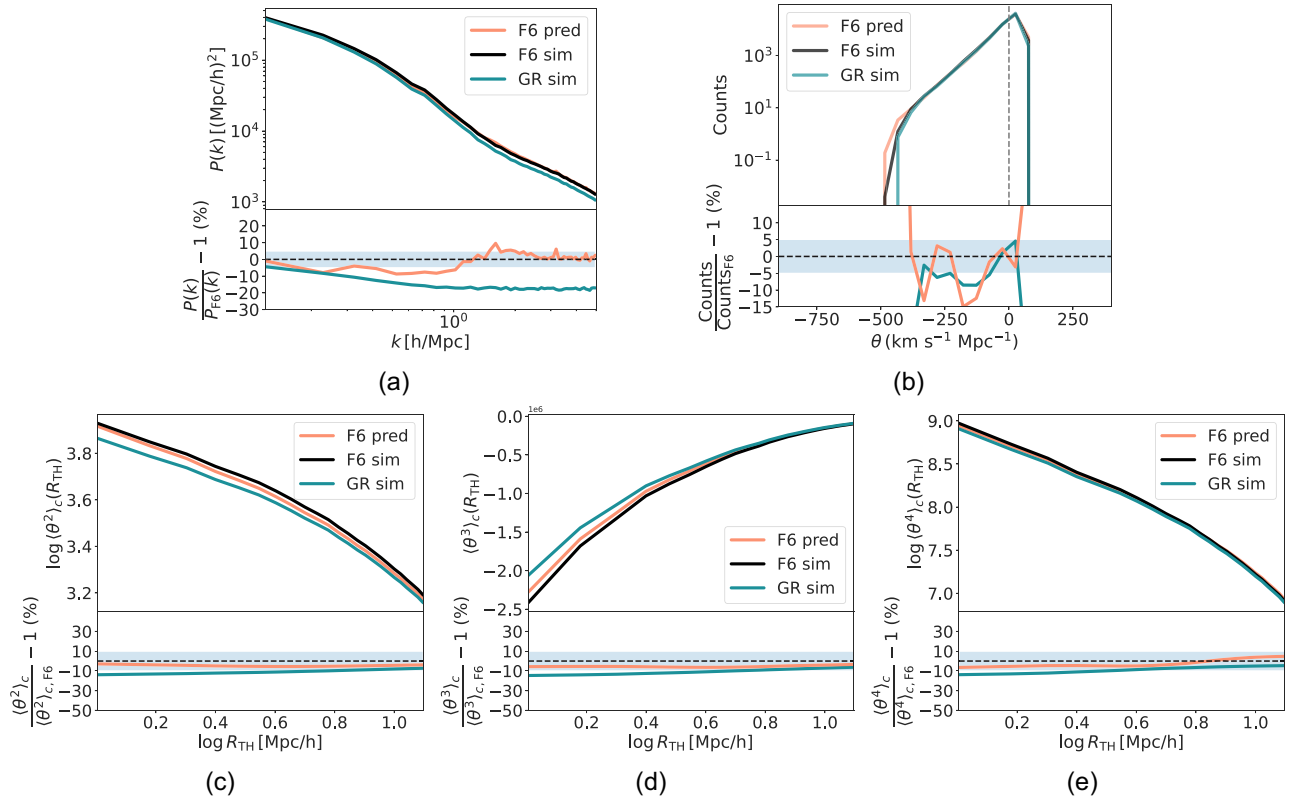 P(k) [(Mpc/h)²]
10⁵
10⁴
10³
F6 pred
F6 sim
GR sim
P(k)/P_F6(k) − 1 (%)
20
10
0
−10
−20
−30
10⁰
k [h/Mpc]
(a)
Counts
10³
10¹
10⁻¹
F6 pred
F6 sim
GR sim
Counts/Counts_F6 − 1 (%)
10
5
0
−5
−10
−15
−750 −500 −250 0 250
θ (km s⁻¹ Mpc⁻¹)
(b)
log ⟨θ²⟩_c(R_TH)
3.8
3.6
3.4
3.2
F6 pred
F6 sim
GR sim
⟨θ²⟩_c/⟨θ²⟩_c, F6 − 1 (%)
30
10
−10
−30
−50
0.2 0.4 0.6 0.8 1.0
log R_TH [Mpc/h]
(c)
1e6
⟨θ³⟩_c(R_TH)
0.0
−0.5
−1.0
−1.5
−2.0
−2.5
F6 pred
F6 sim
GR sim
⟨θ³⟩_c/⟨θ³⟩_c, F6 − 1 (%)
30
10
−10
−30
−50
0.2 0.4 0.6 0.8 1.0
log R_TH [Mpc/h]
(d)
log ⟨θ⁴⟩_c(R_TH)
9.0
8.5
8.0
7.5
7.0
F6 pred
F6 sim
GR sim
⟨θ⁴⟩_c/⟨θ⁴⟩_c, F6 − 1 (%)
30
10
−10
−30
−50
0.2 0.4 0.6 0.8 1.0
log R_TH [Mpc/h]
(e)